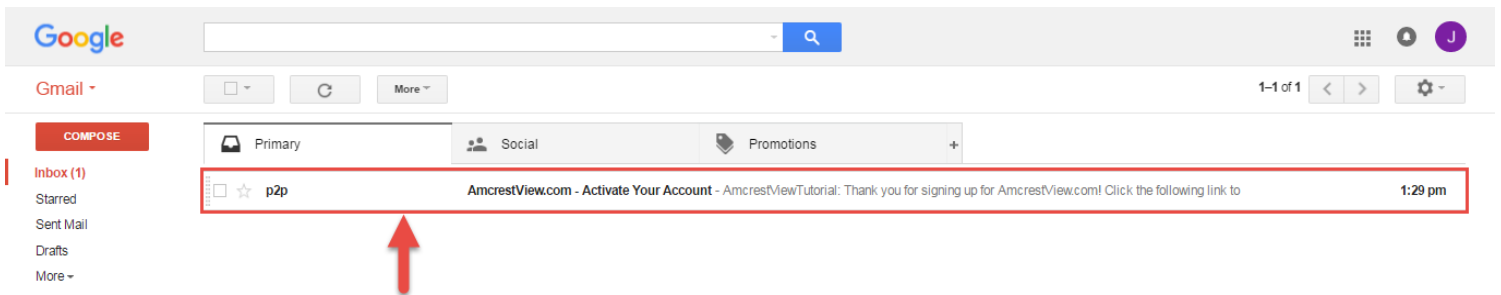 Google
J
Gmail
More
1–1 of 1
COMPOSE
Primary
Social
Promotions
+
Inbox (1)
p2p AmcrestView.com - Activate Your Account - AmcrestViewTutorial: Thank you for signing up for AmcrestView.com! Click the following link to 1:29 pm
Starred
Sent Mail
Drafts
More